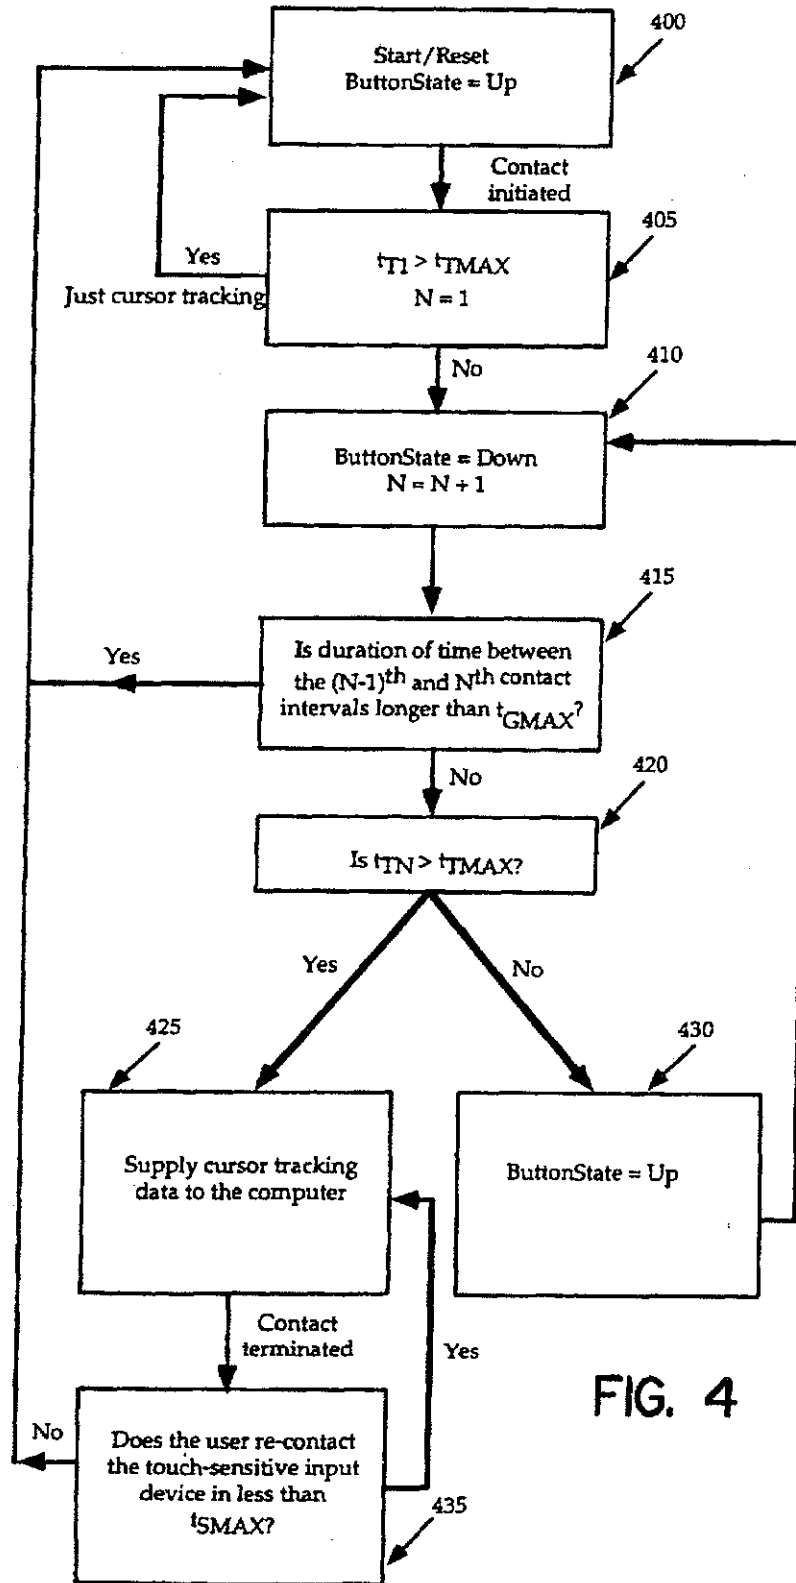 400
Start/Reset
ButtonState = Up
Contact
initiated
405
Yes
Just cursor tracking
tT1 > tTMAX
N = 1
410
No
ButtonState = Down
N = N + 1
415
Yes
Is duration of time between
the (N-1)th and Nth contact
intervals longer than tGMAX?
No
420
Is tTN > tTMAX?
Yes
No
425
430
Supply cursor tracking
data to the computer
ButtonState = Up
Contact
terminated
Yes
FIG. 4
No
Does the user re-contact
the touch-sensitive input
device in less than
tSMAX?
435